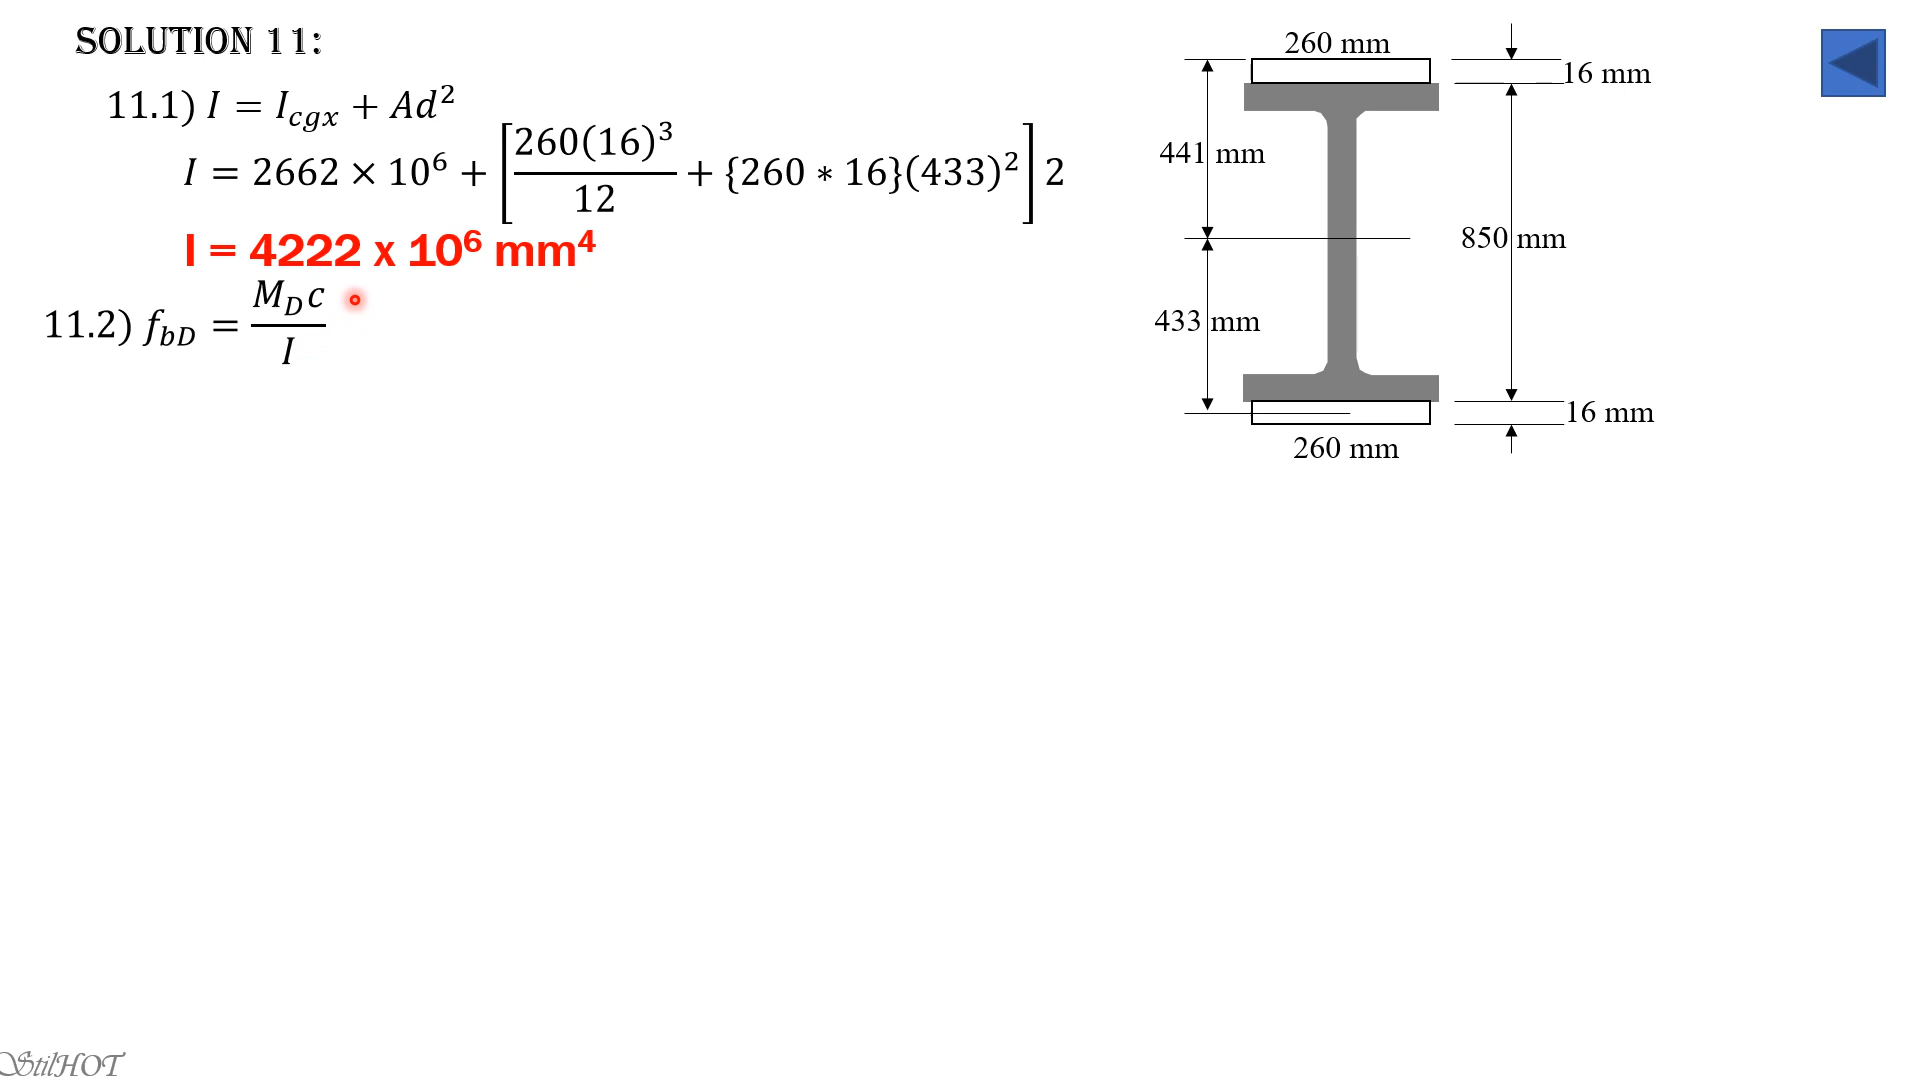 SOLUTION 11:
11.1) I = I_cgx + Ad²
I = 2662 × 10⁶ + [260(16)³/12 + {260 ∗ 16}(433)²] 2
I = 4222 x 10⁶ mm⁴
11.2) f_bD = M_D c / I
260 mm
16 mm
441 mm
850 mm
433 mm
16 mm
260 mm
StilHOT